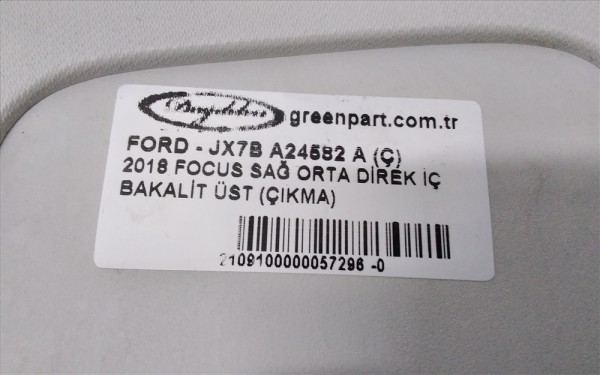 greenpart.com.tr
FORD - JX7B A24582 A (Ç)
2018 FOCUS SAĞ ORTA DİREK İÇ
BAKALİT ÜST (ÇIKMA)
2109100000057296 -0